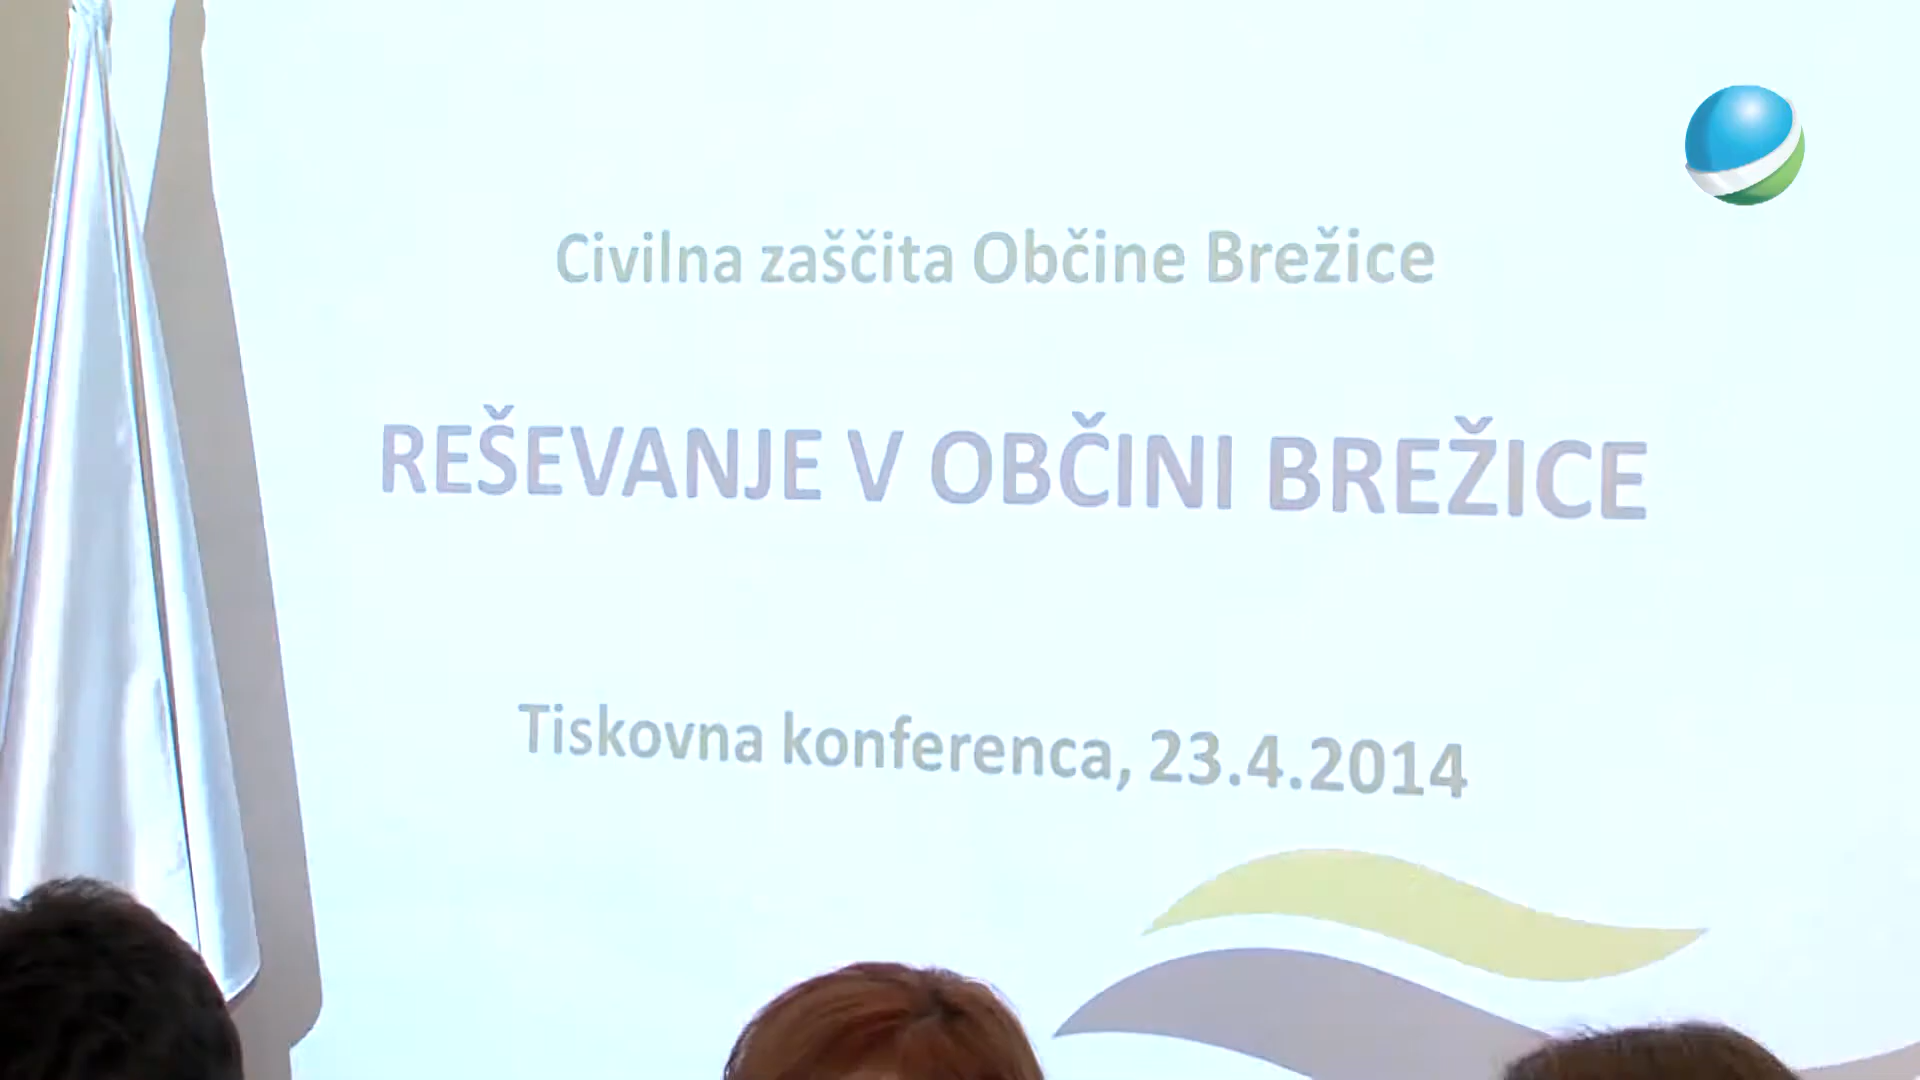 Civilna zaščita Občine Brežice
REŠEVANJE V OBČINI BREŽICE
Tiskovna konferenca, 23.4.2014